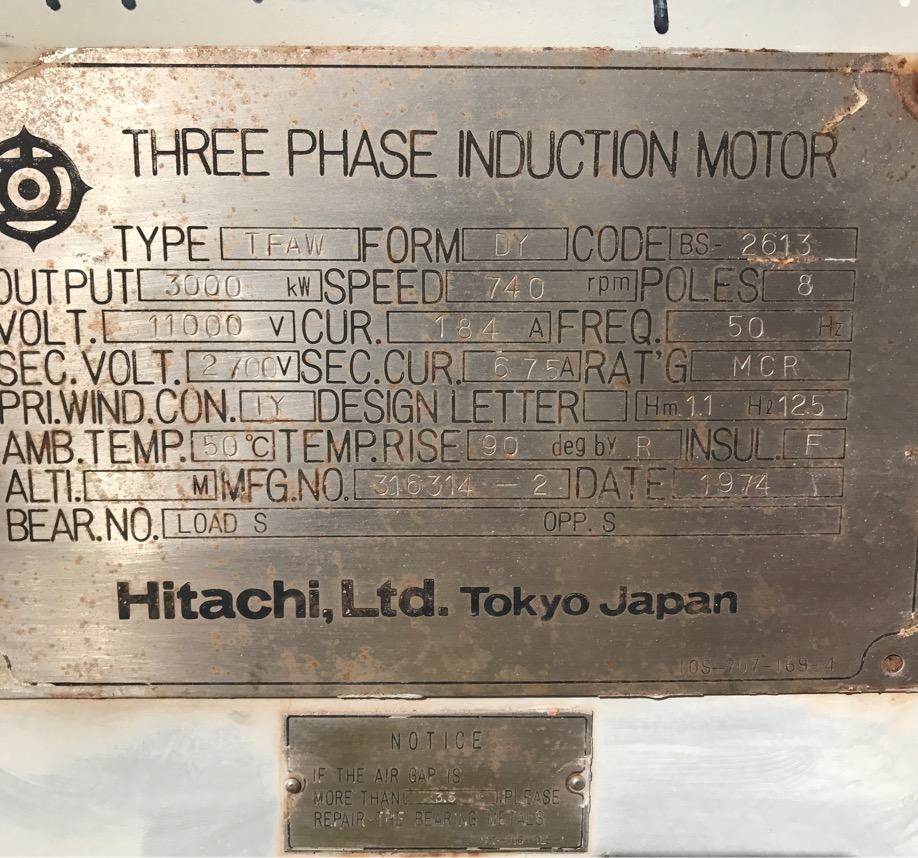 THREE PHASE INDUCTION MOTOR
TYPE TFAW FORM DY CODE BS- 2613
OUTPUT 3000 kW SPEED 740 rpm POLES 8
VOLT. 11000 V CUR. 184 A FREQ. 50 Hz
SEC.VOLT. 2700V SEC.CUR. 675A RAT'G MCR
PRI.WIND.CON. 1Y DESIGN LETTER Hm 1.1 Hl 12.5
AMB.TEMP. 50 °C TEMP.RISE 90 deg by R INSUL. F
ALTI. M MFG.NO. 316314 - 2 DATE 1974
BEAR.NO. LOAD S OPP. S
Hitachi, Ltd. Tokyo Japan
NOTICE
IF THE AIR GAP IS
MORE THAN 3.5 PLEASE
REPAIR THE BEARING METALS